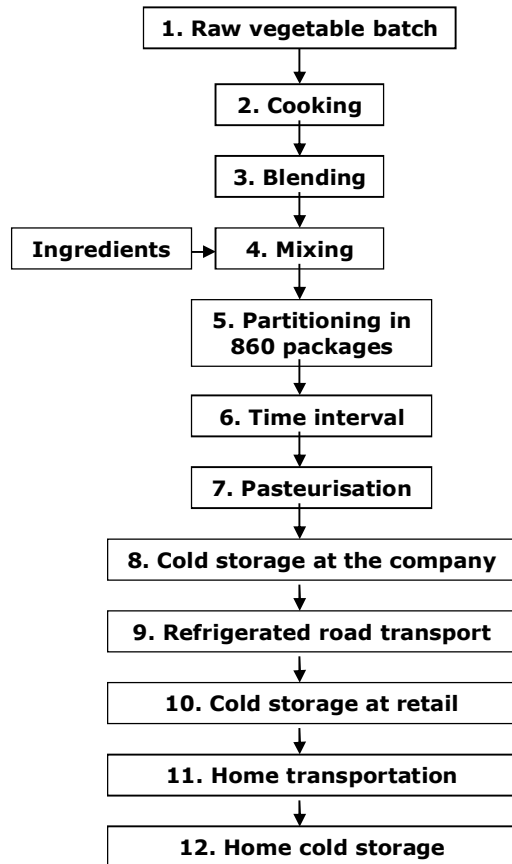 1. Raw vegetable batch
2. Cooking
3. Blending
Ingredients
4. Mixing
5. Partitioning in
860 packages
6. Time interval
7. Pasteurisation
8. Cold storage at the company
9. Refrigerated road transport
10. Cold storage at retail
11. Home transportation
12. Home cold storage